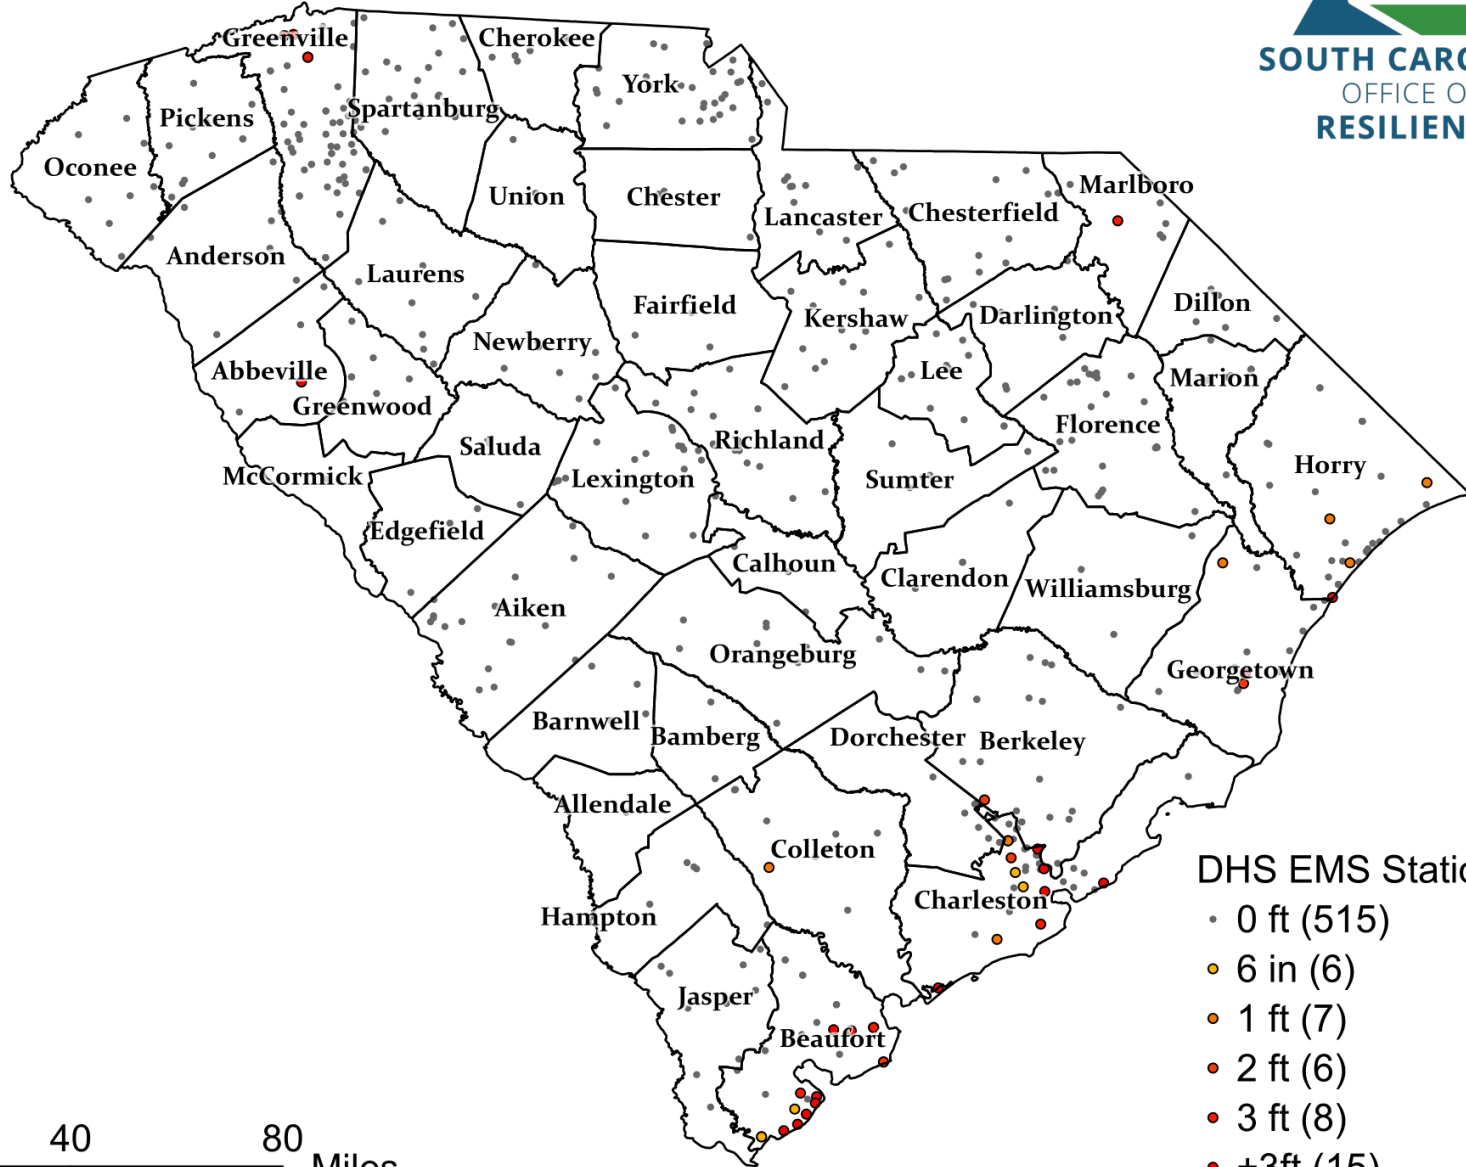 SOUTH CARO
OFFICE O
RESILIEN
Greenville
Cherokee
York
Spartanburg
Pickens
Oconee
Union
Chester
Lancaster
Chesterfield
Marlboro
Anderson
Laurens
Fairfield
Kershaw
Darlington
Dillon
Newberry
Abbeville
Greenwood
Lee
Marion
Saluda
Richland
Florence
McCormick
Lexington
Sumter
Horry
Edgefield
Calhoun
Clarendon
Williamsburg
Aiken
Orangeburg
Georgetown
Barnwell
Bamberg
Dorchester
Berkeley
Allendale
Colleton
Charleston
Hampton
Jasper
Beaufort
DHS EMS Static
0 ft (515)
6 in (6)
1 ft (7)
2 ft (6)
3 ft (8)
+3ft (15)
40 80
Miles